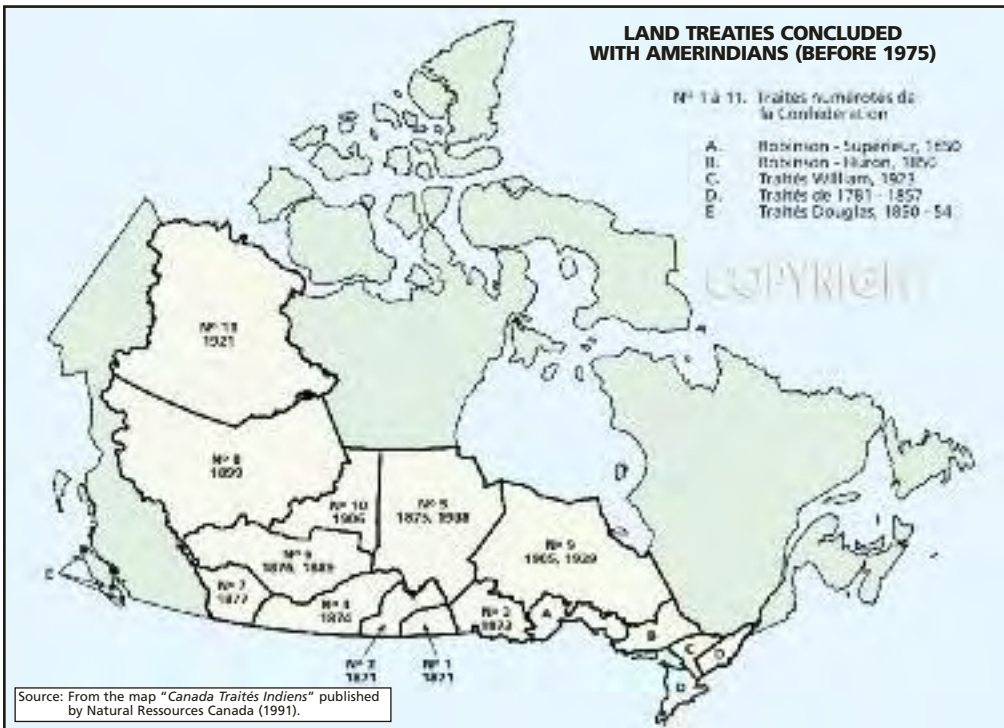 LAND TREATIES CONCLUDED
WITH AMERINDIANS (BEFORE 1975)
Nos 1 à 11. Traités numérotés de
la Confédération
A. Robinson - Supérieur, 1850
B. Robinson - Huron, 1850
C. Traités William, 1923
D. Traités de 1781 - 1857
E Traités Douglas, 1850 - 54
COPYRIGHT
No 11
1921
No 8
1899
No 10
1906
No 5
1875, 1908
No 9
1905, 1929
No 6
1876, 1889
E
No 7
1877
No 4
1874
No 3
1873
A
B
C
D
D
No 2
1871
No 1
1871
Source: From the map "Canada Traités Indiens" published
by Natural Ressources Canada (1991).